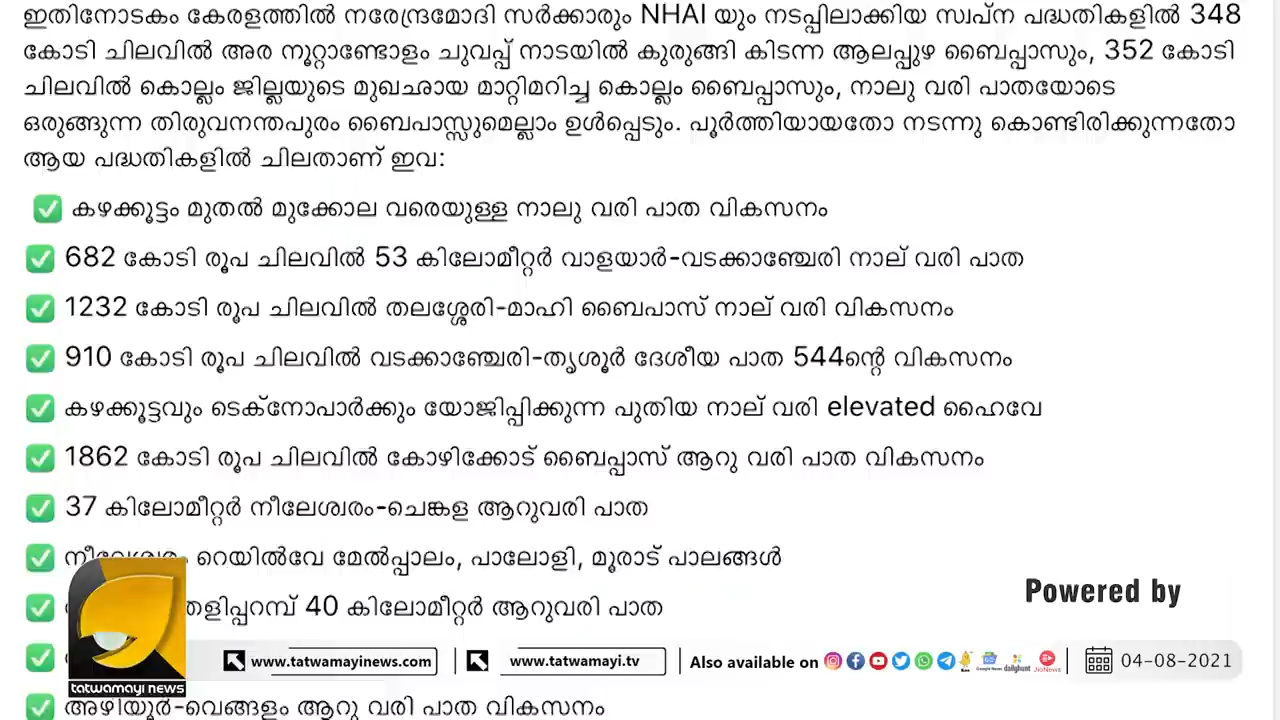 ഇതിനോടകം കേരളത്തിൽ നരേന്ദ്രമോദി സർക്കാരും NHAI യും നടപ്പിലാക്കിയ സ്വപ്ന പദ്ധതികളിൽ 348
കോടി ചിലവിൽ അര നൂറ്റാണ്ടോളം ചുവപ്പ് നാടയിൽ കുരുങ്ങി കിടന്ന ആലപ്പുഴ ബൈപ്പാസും, 352 കോടി
ചിലവിൽ കൊല്ലം ജില്ലയുടെ മുഖഛായ മാറ്റിമറിച്ച കൊല്ലം ബൈപ്പാസും, നാലു വരി പാതയോടെ
ഒരുങ്ങുന്ന തിരുവനന്തപുരം ബൈപാസ്സുമെല്ലാം ഉൾപ്പെടും. പൂർത്തിയായതോ നടന്നു കൊണ്ടിരിക്കുന്നതോ
ആയ പദ്ധതികളിൽ ചിലതാണ് ഇവ:
✅ കഴക്കൂട്ടം മുതൽ മുക്കോല വരെയുള്ള നാലു വരി പാത വികസനം
✅ 682 കോടി രൂപ ചിലവിൽ 53 കിലോമീറ്റർ വാളയാർ-വടക്കാഞ്ചേരി നാല് വരി പാത
✅ 1232 കോടി രൂപ ചിലവിൽ തലശ്ശേരി-മാഹി ബൈപാസ് നാല് വരി വികസനം
✅ 910 കോടി രൂപ ചിലവിൽ വടക്കാഞ്ചേരി-തൃശൂർ ദേശീയ പാത 544ന്റെ വികസനം
✅ കഴക്കൂട്ടവും ടെക്നോപാർക്കും യോജിപ്പിക്കുന്ന പുതിയ നാല് വരി elevated ഹൈവേ
✅ 1862 കോടി രൂപ ചിലവിൽ കോഴിക്കോട് ബൈപ്പാസ് ആറു വരി പാത വികസനം
✅ 37 കിലോമീറ്റർ നീലേശ്വരം-ചെങ്കള ആറുവരി പാത
✅ നീലേശ്വരം റെയിൽവേ മേൽപ്പാലം, പാലോളി, മൂരാട് പാലങ്ങൾ
✅ തളിപ്പറമ്പ് 40 കിലോമീറ്റർ ആറുവരി പാത
✅ അഴിയൂർ-വെങ്ങളം ആറു വരി പാത വികസനം
Powered by
tatwamayi news
www.tatwamayinews.com
www.tatwamayi.tv
Also available on
Google News
dailyhunt
JioNews
04-08-2021